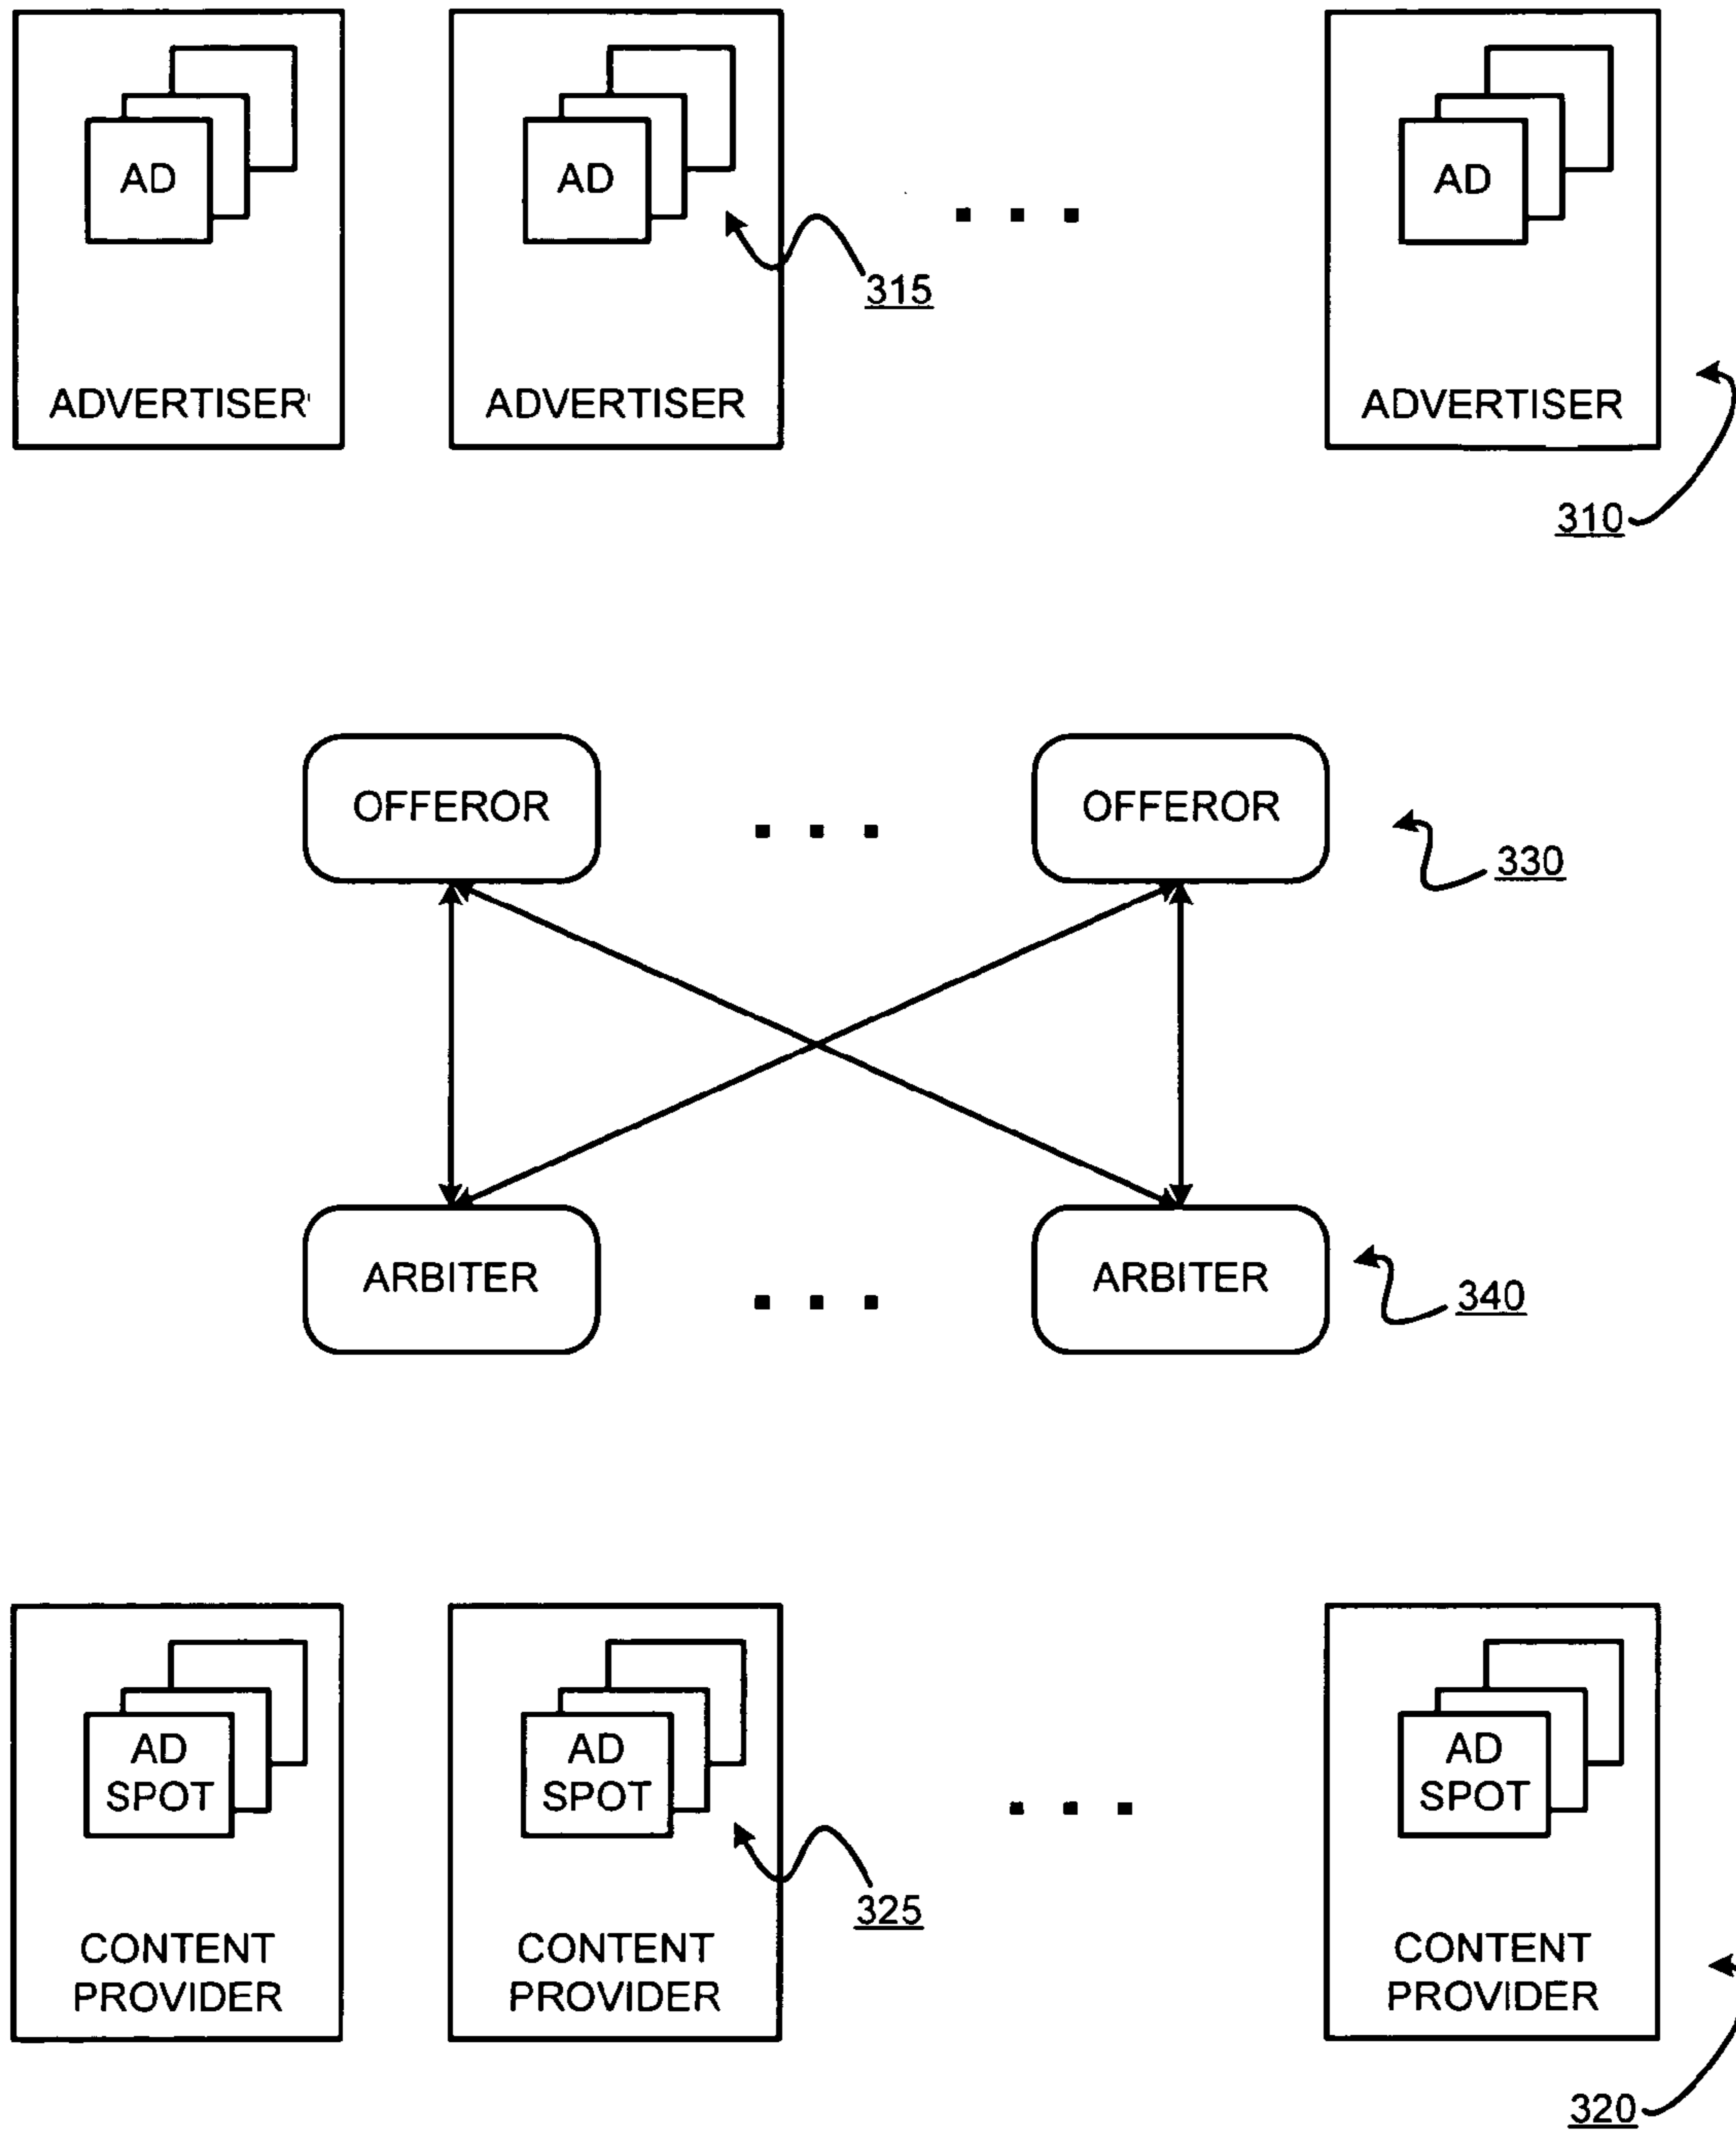 AD
AD
AD
315
ADVERTISER
ADVERTISER
ADVERTISER
310
OFFEROR
OFFEROR
330
ARBITER
ARBITER
340
AD
SPOT
AD
SPOT
AD
SPOT
325
CONTENT
PROVIDER
CONTENT
PROVIDER
CONTENT
PROVIDER
320